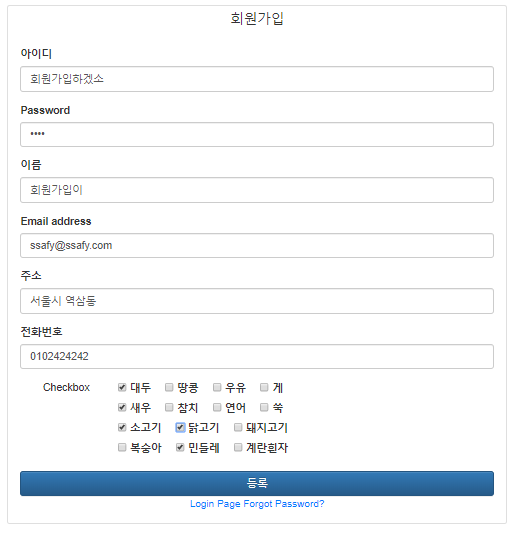 회원가입
아이디
회원가입하겠소
Password
••••
이름
회원가입이
Email address
ssafy@ssafy.com
주소
서울시 역삼동
전화번호
0102424242
Checkbox 대두 땅콩 우유 게
새우 참치 연어 쑥
소고기 닭고기 돼지고기
복숭아 민들레 계란흰자
등록
Login Page Forgot Password?